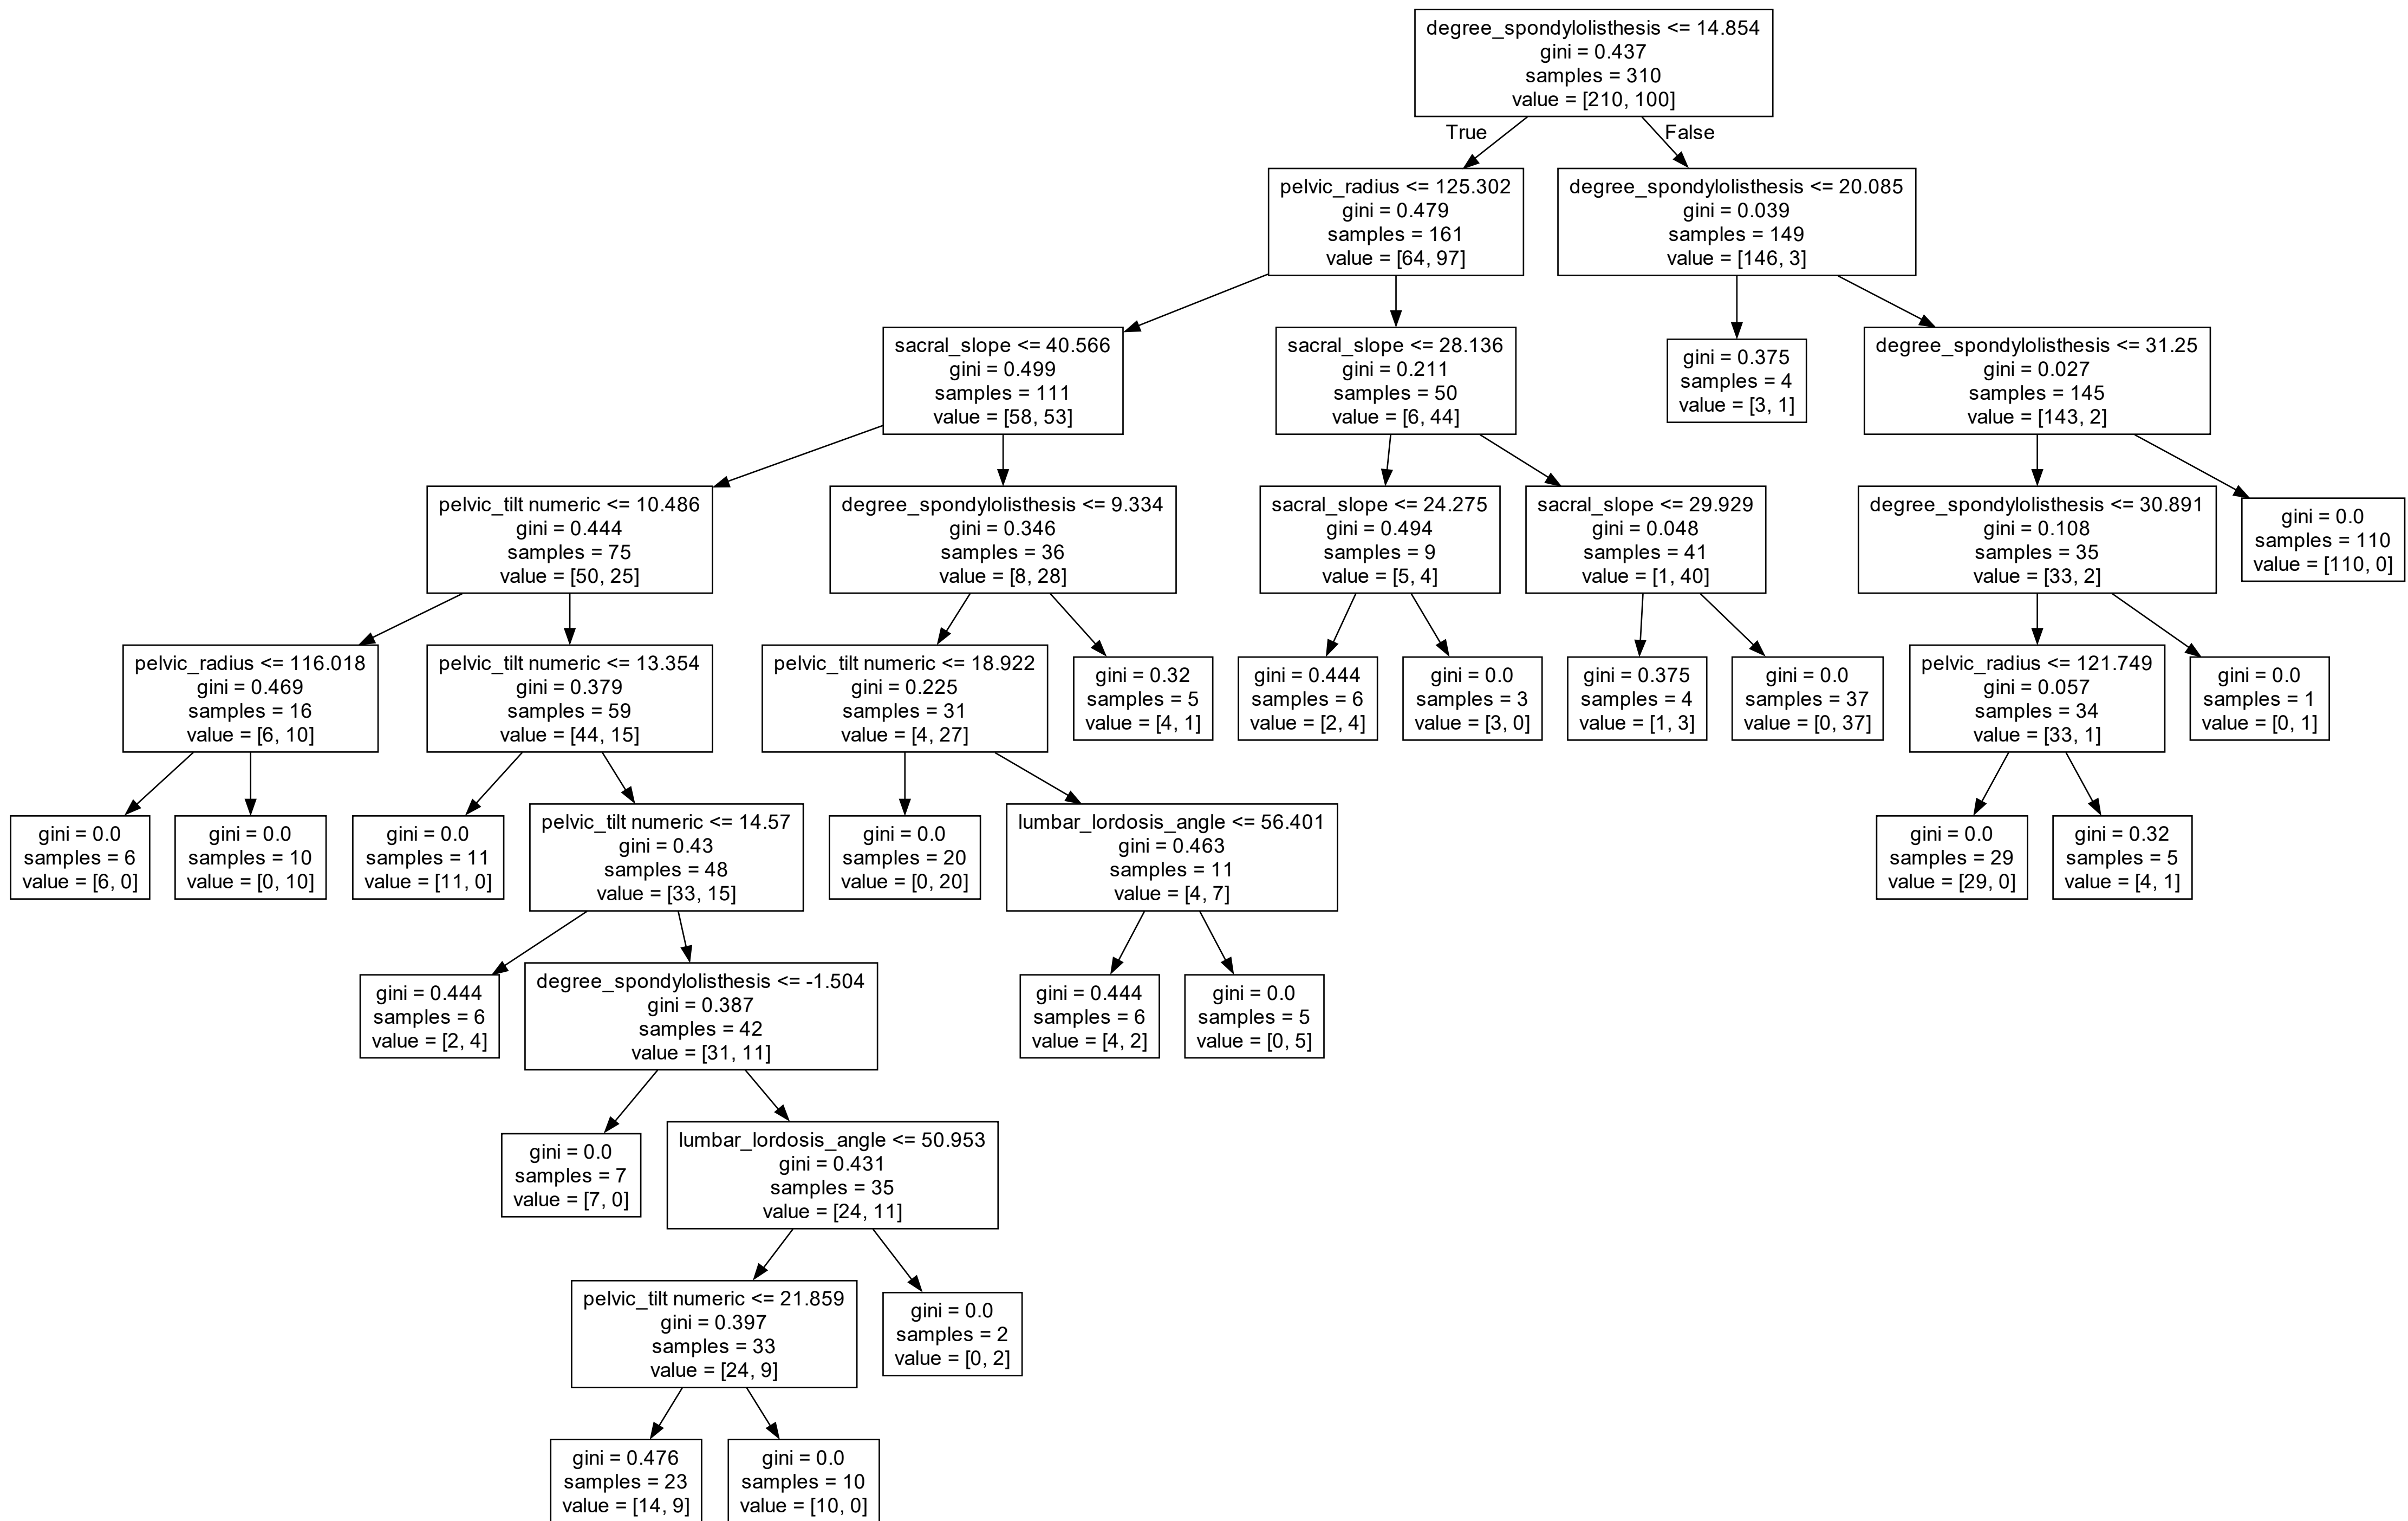 degree_spondylolisthesis <= 14.854
gini = 0.437
samples = 310
value = [210, 100]
True
False
pelvic_radius <= 125.302
gini = 0.479
samples = 161
value = [64, 97]
degree_spondylolisthesis <= 20.085
gini = 0.039
samples = 149
value = [146, 3]
sacral_slope <= 40.566
gini = 0.499
samples = 111
value = [58, 53]
sacral_slope <= 28.136
gini = 0.211
samples = 50
value = [6, 44]
gini = 0.375
samples = 4
value = [3, 1]
degree_spondylolisthesis <= 31.25
gini = 0.027
samples = 145
value = [143, 2]
pelvic_tilt numeric <= 10.486
gini = 0.444
samples = 75
value = [50, 25]
degree_spondylolisthesis <= 9.334
gini = 0.346
samples = 36
value = [8, 28]
sacral_slope <= 24.275
gini = 0.494
samples = 9
value = [5, 4]
sacral_slope <= 29.929
gini = 0.048
samples = 41
value = [1, 40]
degree_spondylolisthesis <= 30.891
gini = 0.108
samples = 35
value = [33, 2]
gini = 0.0
samples = 110
value = [110, 0]
pelvic_radius <= 116.018
gini = 0.469
samples = 16
value = [6, 10]
pelvic_tilt numeric <= 13.354
gini = 0.379
samples = 59
value = [44, 15]
pelvic_tilt numeric <= 18.922
gini = 0.225
samples = 31
value = [4, 27]
gini = 0.32
samples = 5
value = [4, 1]
gini = 0.444
samples = 6
value = [2, 4]
gini = 0.0
samples = 3
value = [3, 0]
gini = 0.375
samples = 4
value = [1, 3]
gini = 0.0
samples = 37
value = [0, 37]
pelvic_radius <= 121.749
gini = 0.057
samples = 34
value = [33, 1]
gini = 0.0
samples = 1
value = [0, 1]
gini = 0.0
samples = 6
value = [6, 0]
gini = 0.0
samples = 10
value = [0, 10]
gini = 0.0
samples = 11
value = [11, 0]
pelvic_tilt numeric <= 14.57
gini = 0.43
samples = 48
value = [33, 15]
gini = 0.0
samples = 20
value = [0, 20]
lumbar_lordosis_angle <= 56.401
gini = 0.463
samples = 11
value = [4, 7]
gini = 0.0
samples = 29
value = [29, 0]
gini = 0.32
samples = 5
value = [4, 1]
gini = 0.444
samples = 6
value = [2, 4]
degree_spondylolisthesis <= -1.504
gini = 0.387
samples = 42
value = [31, 11]
gini = 0.444
samples = 6
value = [4, 2]
gini = 0.0
samples = 5
value = [0, 5]
gini = 0.0
samples = 7
value = [7, 0]
lumbar_lordosis_angle <= 50.953
gini = 0.431
samples = 35
value = [24, 11]
pelvic_tilt numeric <= 21.859
gini = 0.397
samples = 33
value = [24, 9]
gini = 0.0
samples = 2
value = [0, 2]
gini = 0.476
samples = 23
value = [14, 9]
gini = 0.0
samples = 10
value = [10, 0]